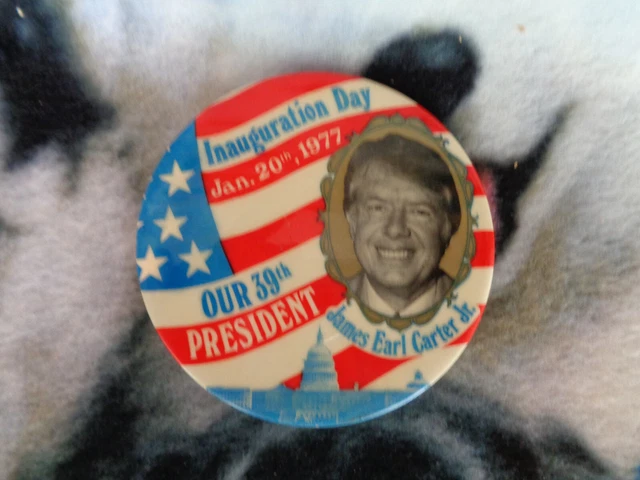 Inauguration Day
Jan. 20th, 1977
OUR 39th
PRESIDENT
James Earl Carter Jr.